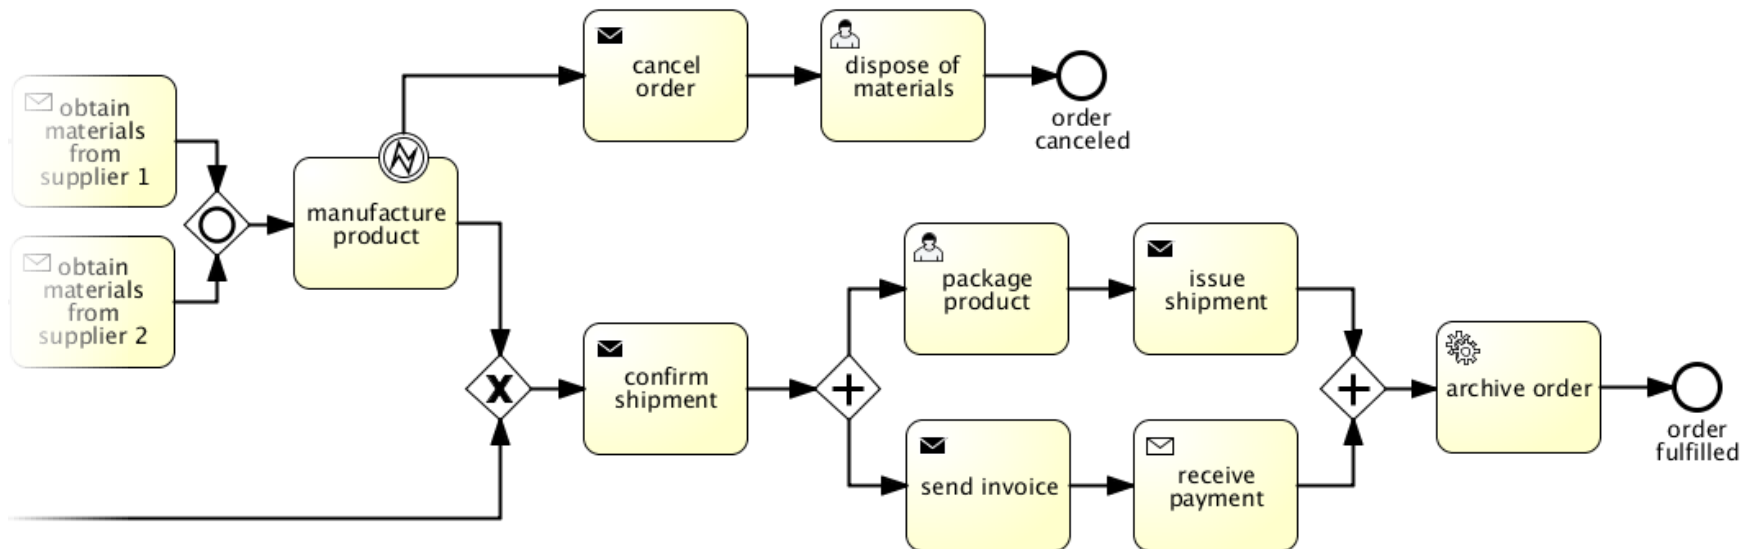 obtain
materials
from
supplier 1
obtain
materials
from
supplier 2
manufacture
product
cancel
order
dispose of
materials
order
canceled
X
confirm
shipment
package
product
issue
shipment
send invoice
receive
payment
archive order
order
fulfilled